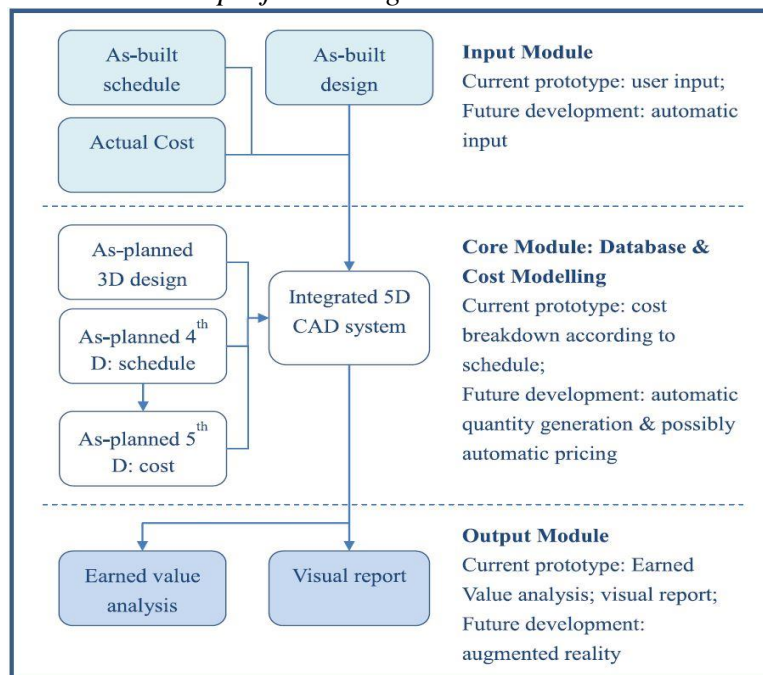 As-built
schedule
As-built
design
Actual Cost
Input Module
Current prototype: user input;
Future development: automatic
input
As-planned
3D design
As-planned 4th
D: schedule
As-planned 5th
D: cost
Integrated 5D
CAD system
Core Module: Database &
Cost Modelling
Current prototype: cost
breakdown according to
schedule;
Future development: automatic
quantity generation & possibly
automatic pricing
Earned value
analysis
Visual report
Output Module
Current prototype: Earned
Value analysis; visual report;
Future development:
augmented reality